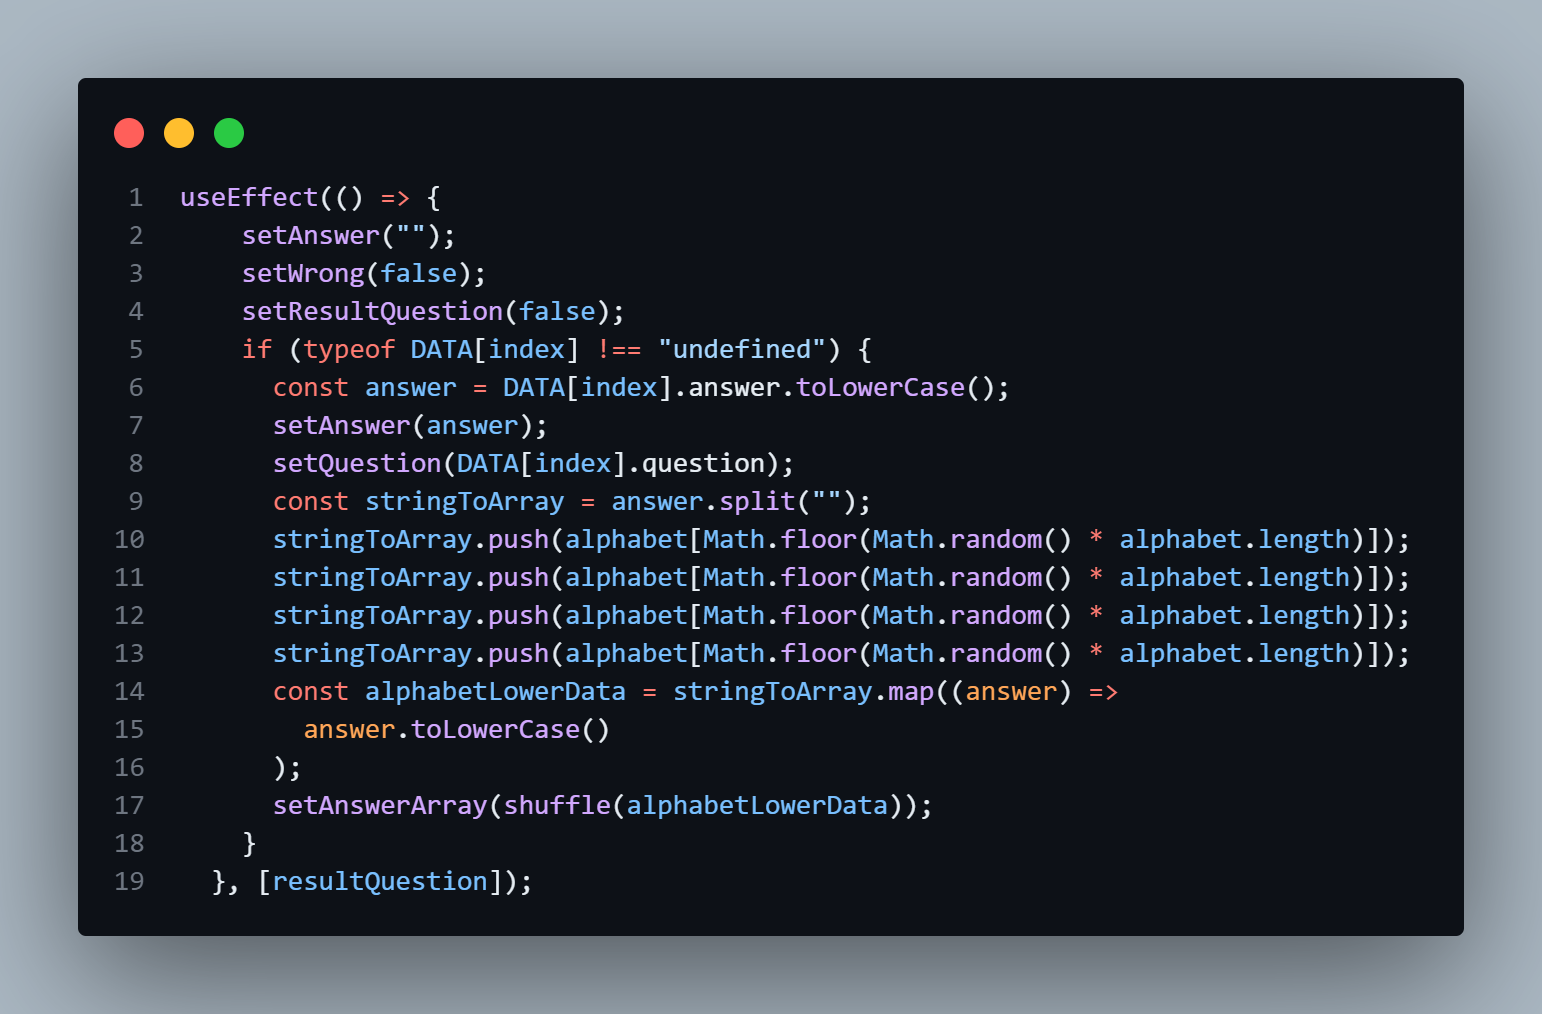 1 useEffect(() => {
2     setAnswer("");
3     setWrong(false);
4     setResultQuestion(false);
5     if (typeof DATA[index] !== "undefined") {
6       const answer = DATA[index].answer.toLowerCase();
7       setAnswer(answer);
8       setQuestion(DATA[index].question);
9       const stringToArray = answer.split("");
10       stringToArray.push(alphabet[Math.floor(Math.random() * alphabet.length)]);
11       stringToArray.push(alphabet[Math.floor(Math.random() * alphabet.length)]);
12       stringToArray.push(alphabet[Math.floor(Math.random() * alphabet.length)]);
13       stringToArray.push(alphabet[Math.floor(Math.random() * alphabet.length)]);
14       const alphabetLowerData = stringToArray.map((answer) =>
15         answer.toLowerCase()
16       );
17       setAnswerArray(shuffle(alphabetLowerData));
18     }
19   }, [resultQuestion]);